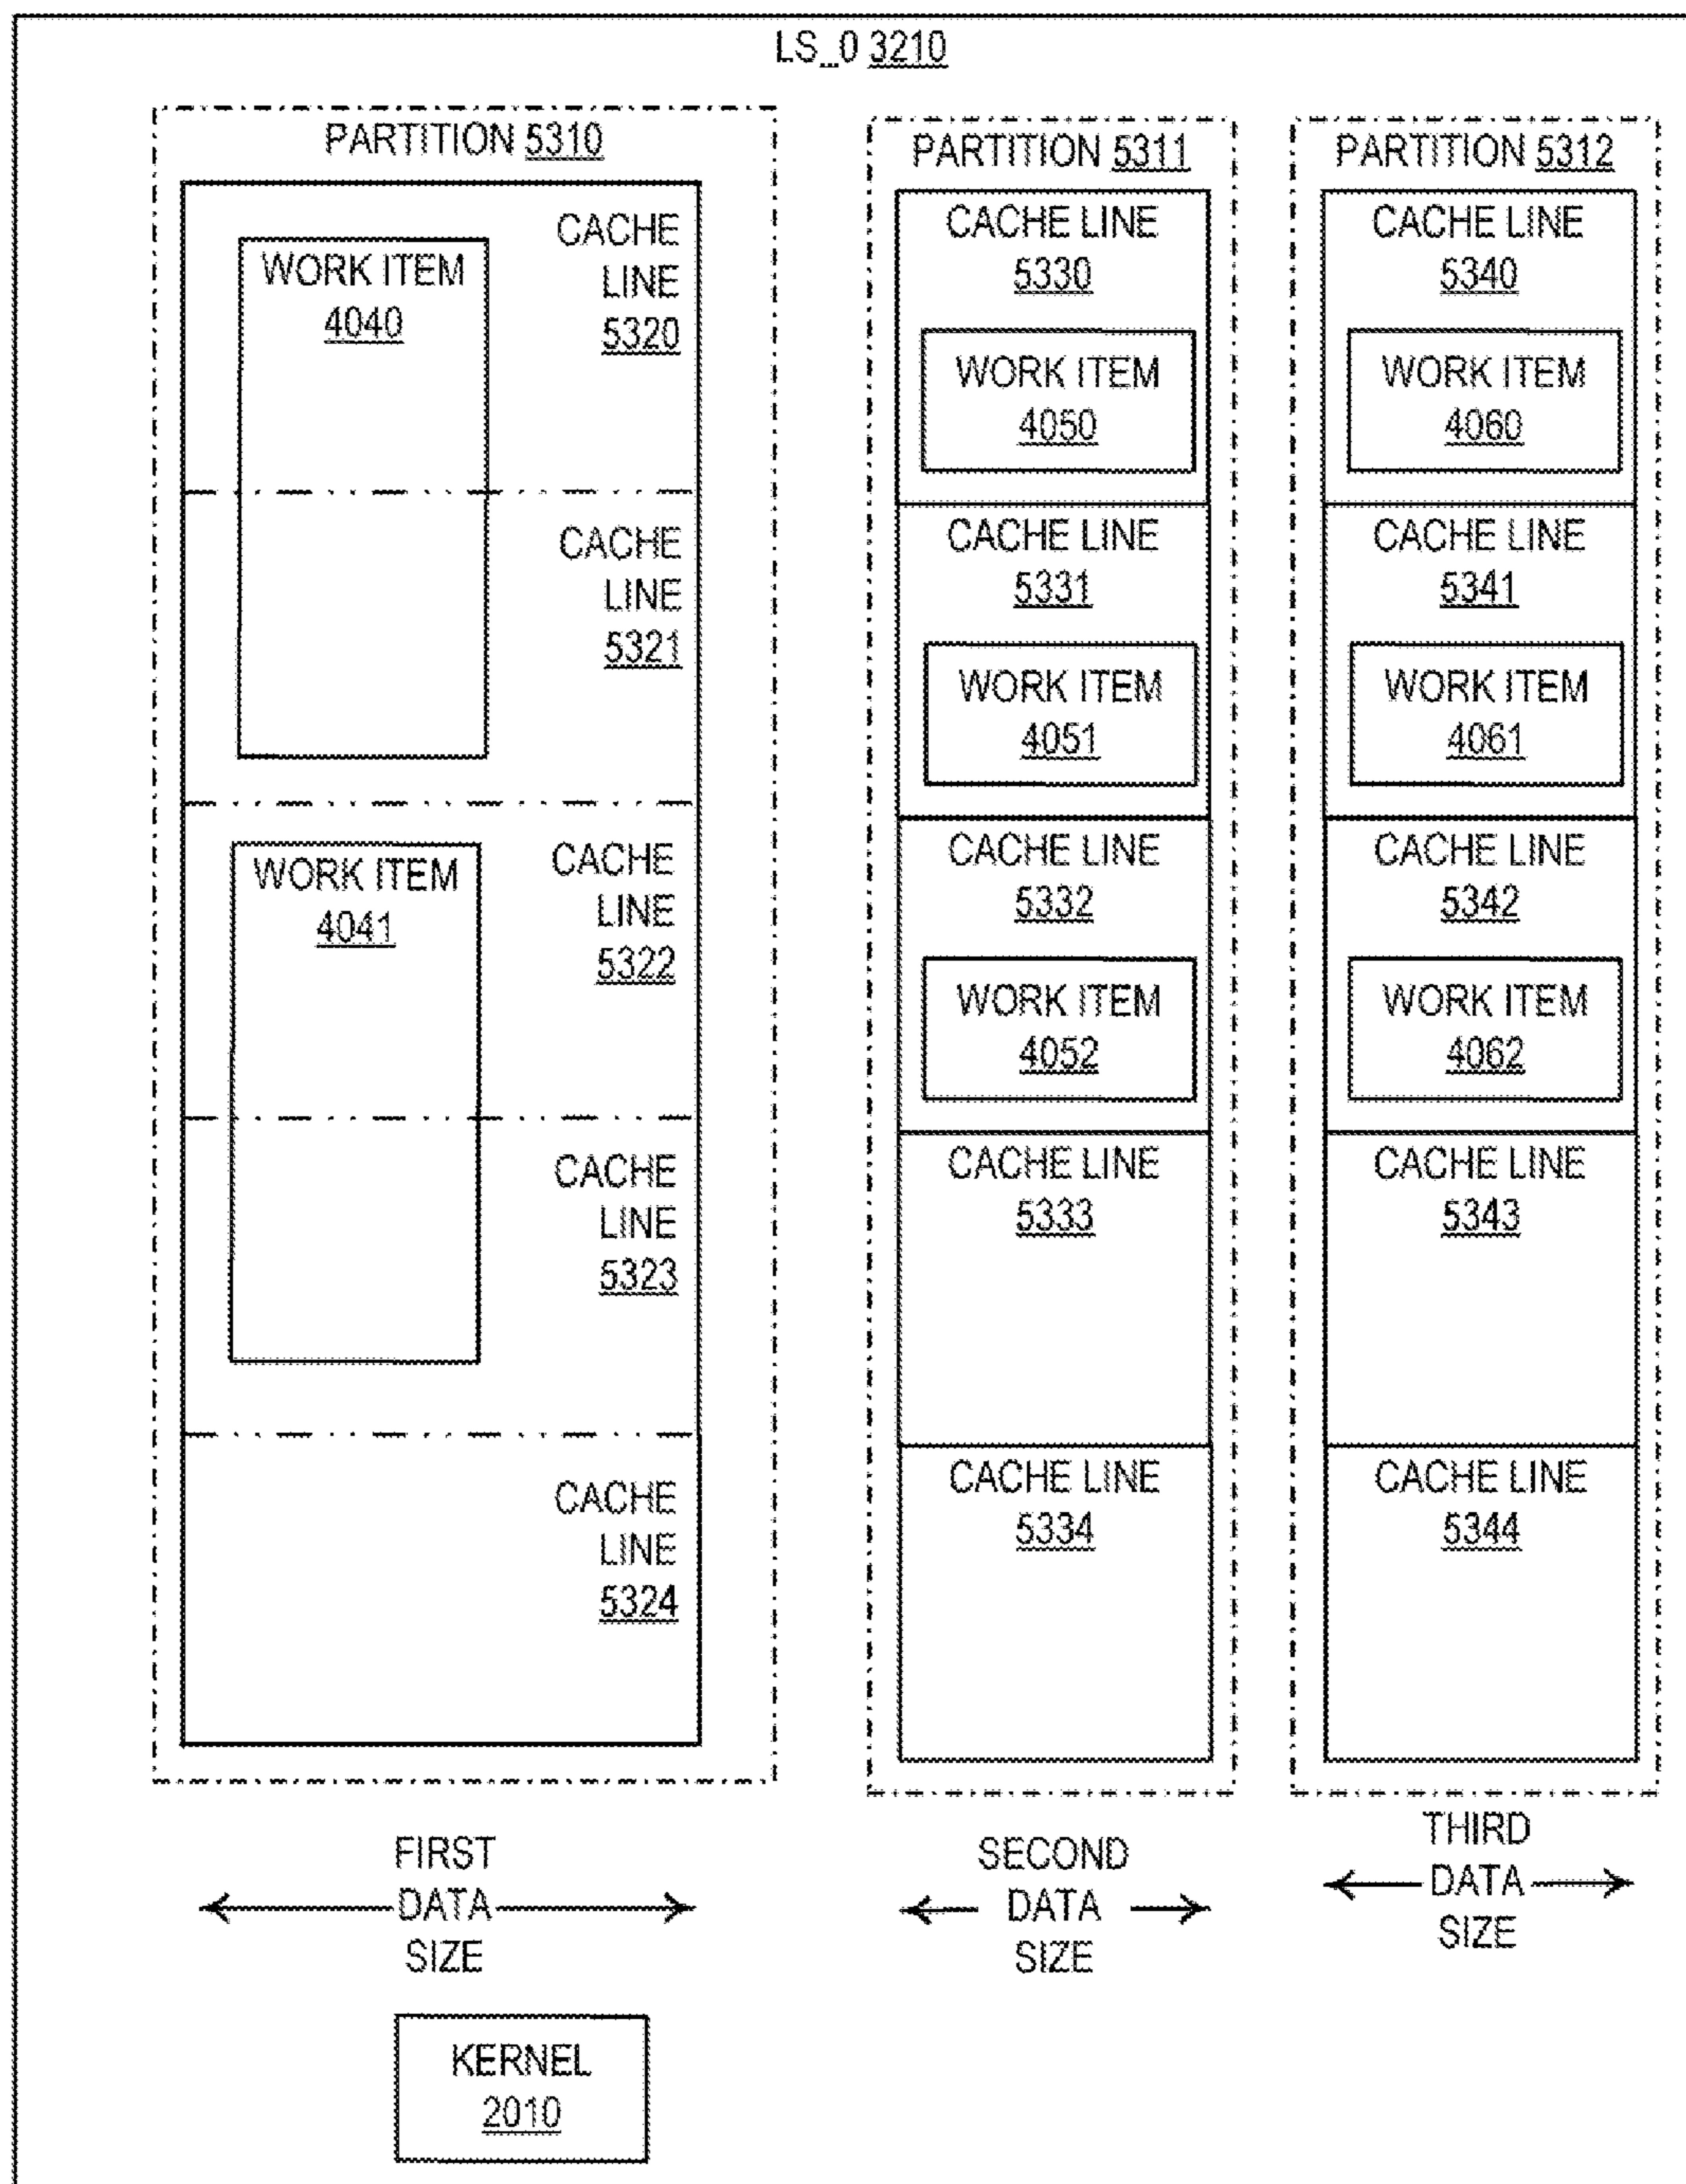 LS_0 3210
PARTITION 5310
CACHE
LINE
5320
WORK ITEM
4040
CACHE
LINE
5321
WORK ITEM
4041
CACHE
LINE
5322
CACHE
LINE
5323
CACHE
LINE
5324
PARTITION 5311
CACHE LINE
5330
WORK ITEM
4050
CACHE LINE
5331
WORK ITEM
4051
CACHE LINE
5332
WORK ITEM
4052
CACHE LINE
5333
CACHE LINE
5334
PARTITION 5312
CACHE LINE
5340
WORK ITEM
4060
CACHE LINE
5341
WORK ITEM
4061
CACHE LINE
5342
WORK ITEM
4062
CACHE LINE
5343
CACHE LINE
5344
FIRST
DATA
SIZE
SECOND
DATA
SIZE
THIRD
DATA
SIZE
KERNEL
2010